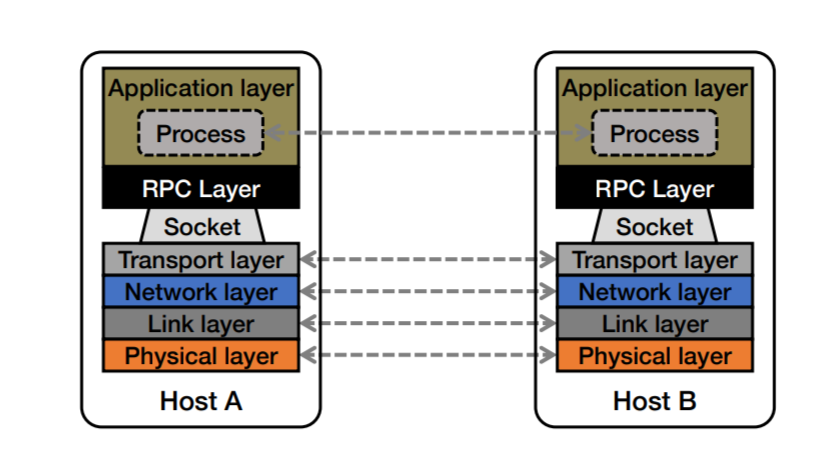 Application layer
Process
RPC Layer
Socket
Transport layer
Network layer
Link layer
Physical layer
Host A
Application layer
Process
RPC Layer
Socket
Transport layer
Network layer
Link layer
Physical layer
Host B